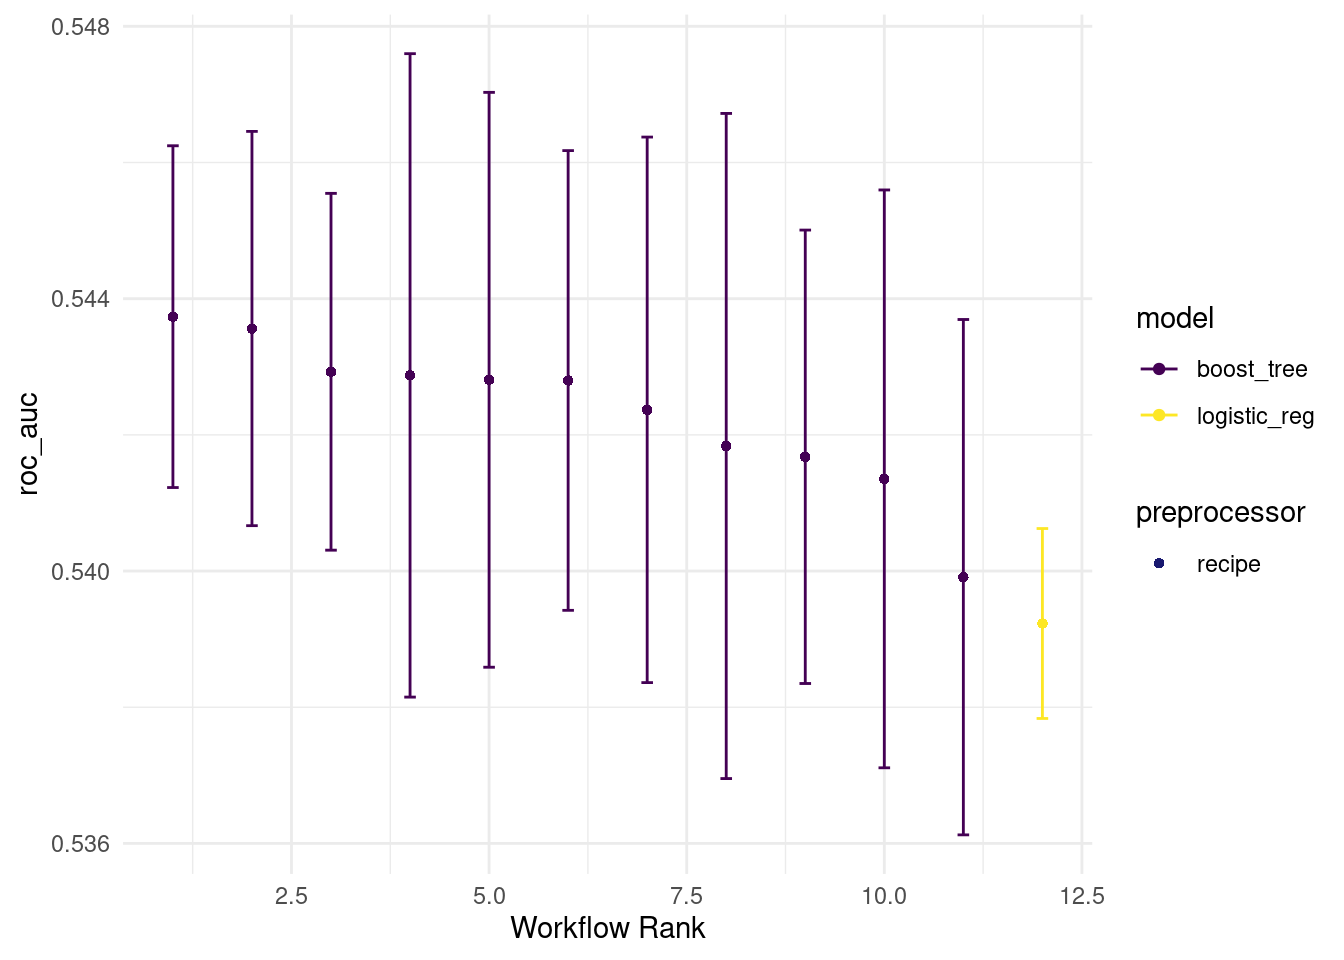 0.548
0.544
0.540
0.536
roc_auc
2.5
5.0
7.5
10.0
12.5
Workflow Rank
model
boost_tree
logistic_reg
preprocessor
recipe